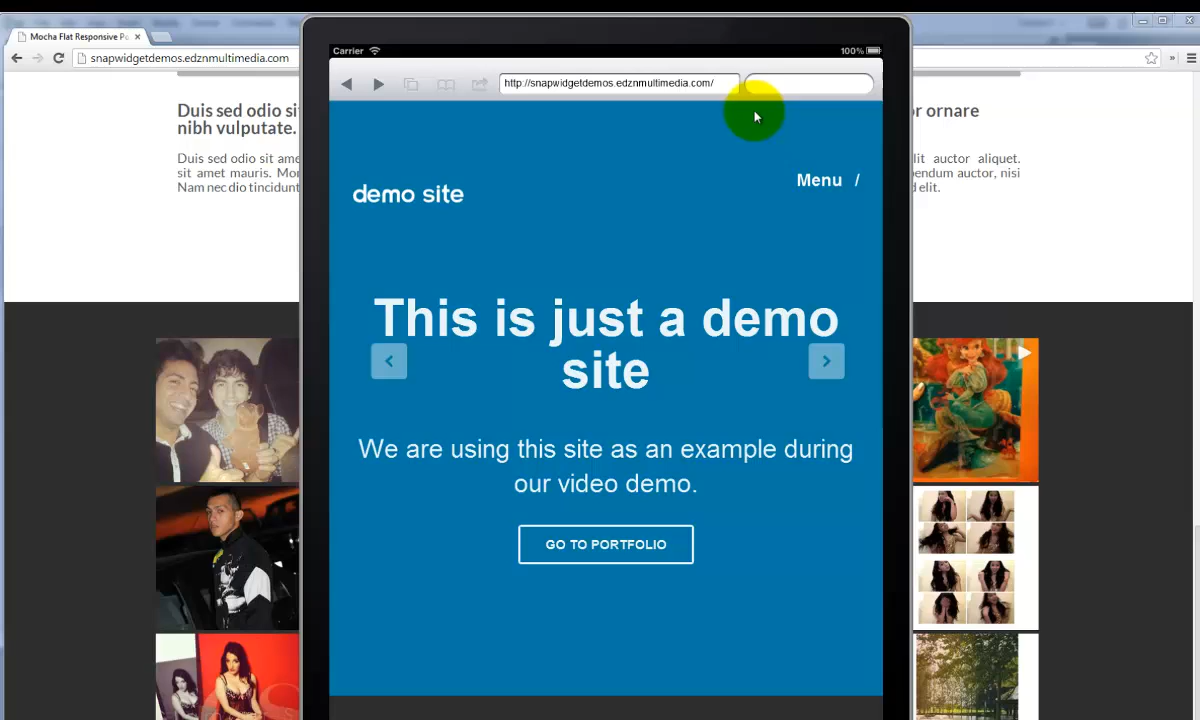 Mocha Flat Responsive P
snapwidgetdemos.edznmultimedia.com
Carrier
100%
http://snapwidgetdemos.edznmultimedia.com/
Duis sed odio si
nibh vulputate.
Duis sed odio sit ame
sit amet mauris. Mor
Nam nec dio tincidunt
or ornare
lit auctor aliquet.
pendum auctor, nisi
d elit.
demo site
Menu /
This is just a demo
site
We are using this site as an example during
our video demo.
GO TO PORTFOLIO